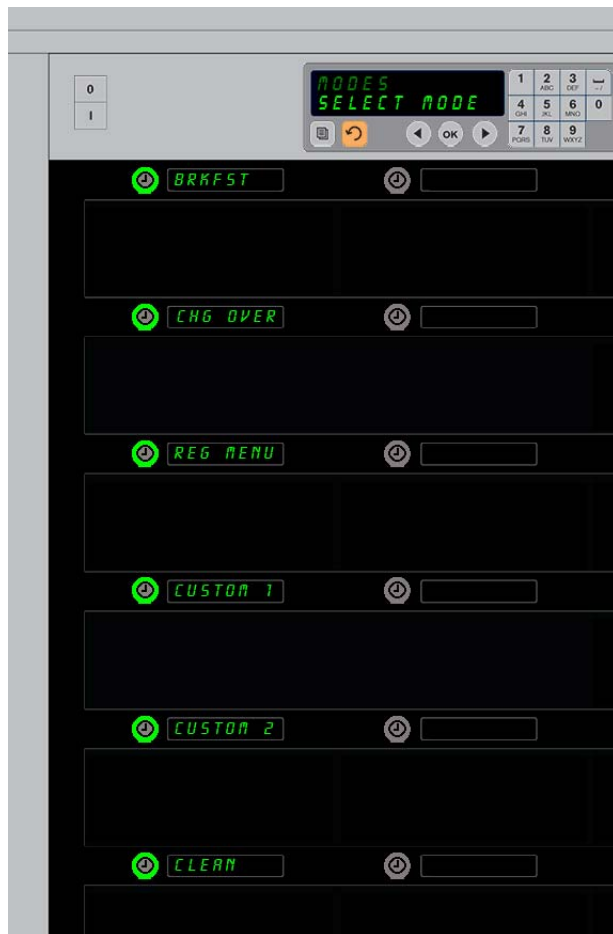 0
I
MODES
SELECT MODE
1 2 ABC 3 DEF - /
4 GHI 5 JKL 6 MNO 0
7 PQRS 8 TUV 9 WXYZ
OK
BRKFST
CHG OVER
REG MENU
CUSTOM 1
CUSTOM 2
CLEAN